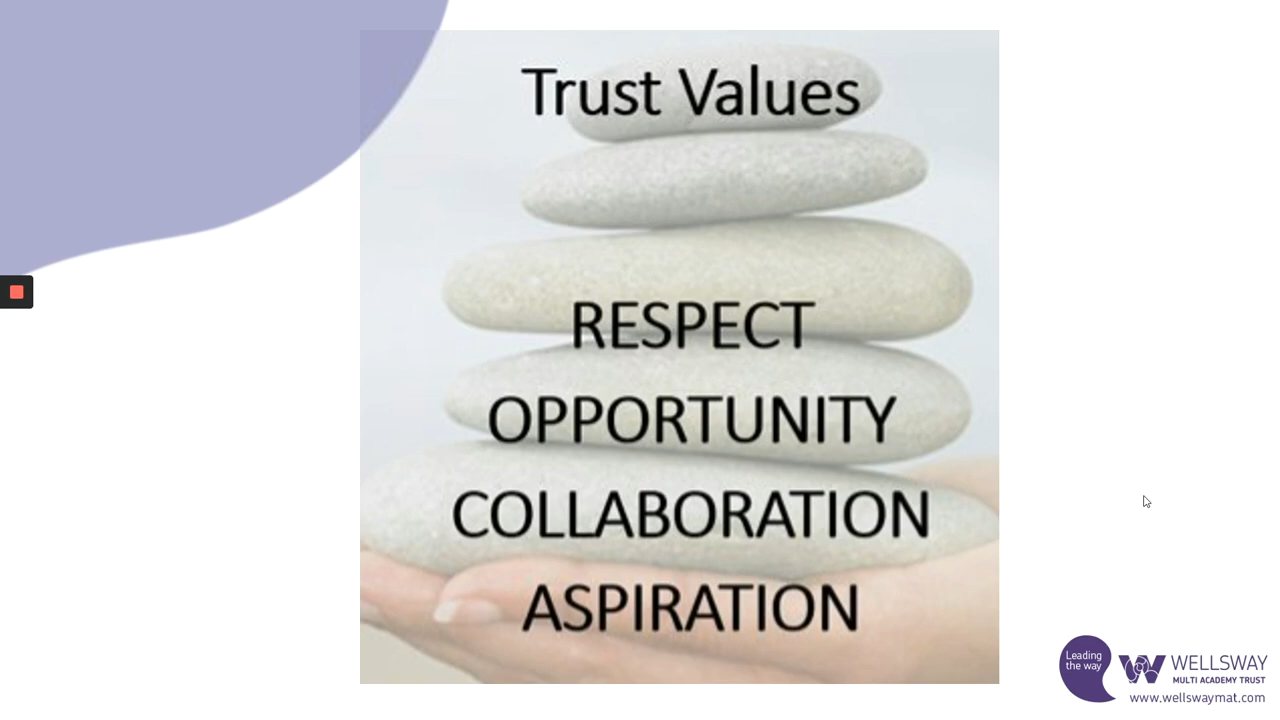 Trust Values
RESPECT
OPPORTUNITY
COLLABORATION
ASPIRATION
Leading
the way
WELLSWAY
MULTI ACADEMY TRUST
www.wellswaymat.com